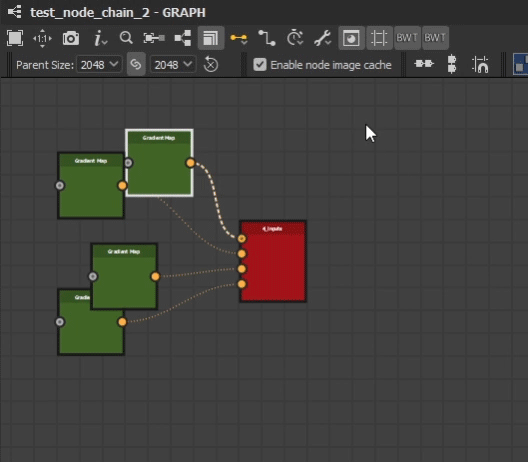 test_node_chain_2 - GRAPH
BWT BWT
Parent Size: 2048 2048 Enable node image cache
Gradient Map
Gradient Map
4_Inputs
Gradient Map
Gradie